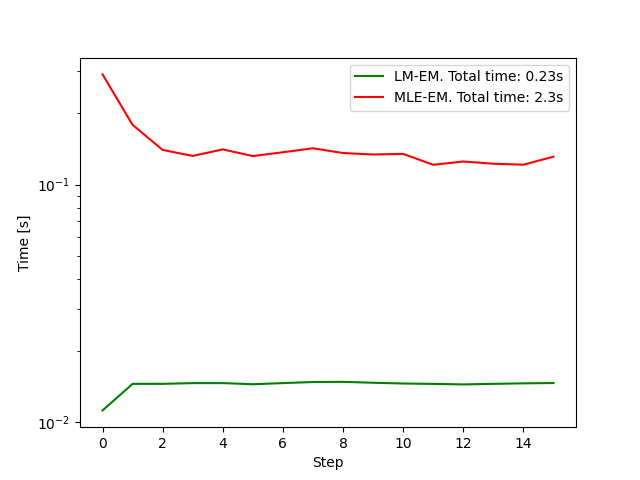 LM-EM. Total time: 0.23s
MLE-EM. Total time: 2.3s
10⁻¹
10⁻²
Time [s]
0 2 4 6 8 10 12 14
Step